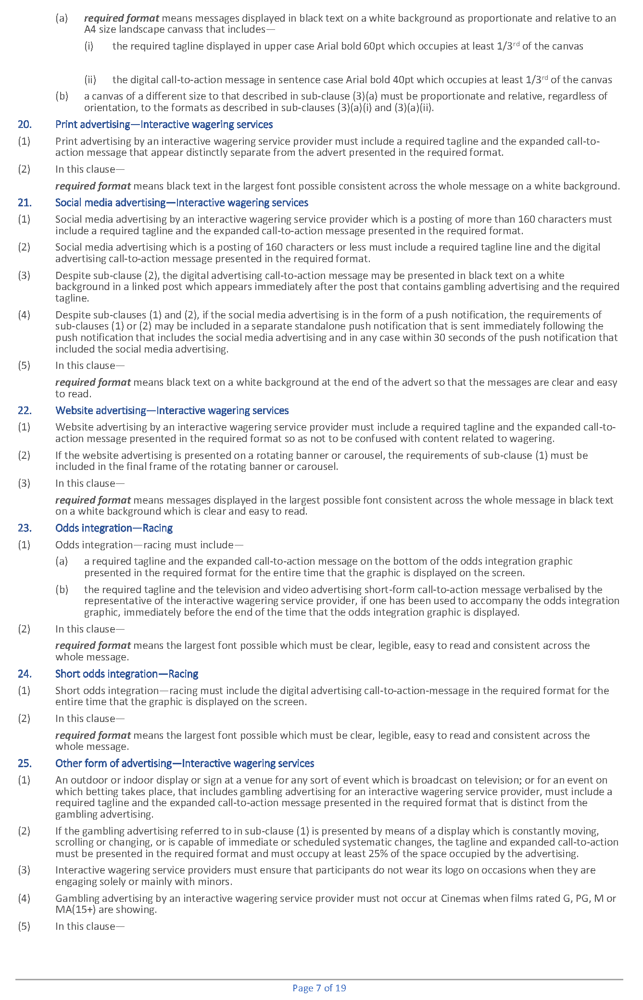 (a) required format means messages displayed in black text on a white background as proportionate and relative to an
A4 size landscape canvass that includes—
(i) the required tagline displayed in upper case Arial bold 60pt which occupies at least 1/3rd of the canvas
(ii) the digital call-to-action message in sentence case Arial bold 40pt which occupies at least 1/3rd of the canvas
(b) a canvas of a different size to that described in sub-clause (3)(a) must be proportionate and relative, regardless of
orientation, to the formats as described in sub-clauses (3)(a)(i) and (3)(a)(ii).
20. Print advertising—Interactive wagering services
(1) Print advertising by an interactive wagering service provider must include a required tagline and the expanded call-to-
action message that appear distinctly separate from the advert presented in the required format.
(2) In this clause—
required format means black text in the largest font possible consistent across the whole message on a white background.
21. Social media advertising—Interactive wagering services
(1) Social media advertising by an interactive wagering service provider which is a posting of more than 160 characters must
include a required tagline and the expanded call-to-action message presented in the required format.
(2) Social media advertising which is a posting of 160 characters or less must include a required tagline line and the digital
advertising call-to-action message presented in the required format.
(3) Despite sub-clause (2), the digital advertising call-to-action message may be presented in black text on a white
background in a linked post which appears immediately after the post that contains gambling advertising and the required
tagline.
(4) Despite sub-clauses (1) and (2), if the social media advertising is in the form of a push notification, the requirements of
sub-clauses (1) or (2) may be included in a separate standalone push notification that is sent immediately following the
push notification that includes the social media advertising and in any case within 30 seconds of the push notification that
included the social media advertising.
(5) In this clause—
required format means black text on a white background at the end of the advert so that the messages are clear and easy
to read.
22. Website advertising—Interactive wagering services
(1) Website advertising by an interactive wagering service provider must include a required tagline and the expanded call-to-
action message presented in the required format so as not to be confused with content related to wagering.
(2) If the website advertising is presented on a rotating banner or carousel, the requirements of sub-clause (1) must be
included in the final frame of the rotating banner or carousel.
(3) In this clause—
required format means messages displayed in the largest possible font consistent across the whole message in black text
on a white background which is clear and easy to read.
23. Odds integration—Racing
(1) Odds integration—racing must include—
(a) a required tagline and the expanded call-to-action message on the bottom of the odds integration graphic
presented in the required format for the entire time that the graphic is displayed on the screen.
(b) the required tagline and the television and video advertising short-form call-to-action message verbalised by the
representative of the interactive wagering service provider, if one has been used to accompany the odds integration
graphic, immediately before the end of the time that the odds integration graphic is displayed.
(2) In this clause—
required format means the largest font possible which must be clear, legible, easy to read and consistent across the
whole message.
24. Short odds integration—Racing
(1) Short odds integration—racing must include the digital advertising call-to-action-message in the required format for the
entire time that the graphic is displayed on the screen.
(2) In this clause—
required format means the largest font possible which must be clear, legible, easy to read and consistent across the
whole message.
25. Other form of advertising—Interactive wagering services
(1) An outdoor or indoor display or sign at a venue for any sort of event which is broadcast on television; or for an event on
which betting takes place, that includes gambling advertising for an interactive wagering service provider, must include a
required tagline and the expanded call-to-action message presented in the required format that is distinct from the
gambling advertising.
(2) If the gambling advertising referred to in sub-clause (1) is presented by means of a display which is constantly moving,
scrolling or changing, or is capable of immediate or scheduled systematic changes, the tagline and expanded call-to-action
must be presented in the required format and must occupy at least 25% of the space occupied by the advertising.
(3) Interactive wagering service providers must ensure that participants do not wear its logo on occasions when they are
engaging solely or mainly with minors.
(4) Gambling advertising by an interactive wagering service provider must not occur at Cinemas when films rated G, PG, M or
MA(15+) are showing.
(5) In this clause—
Page 7 of 19